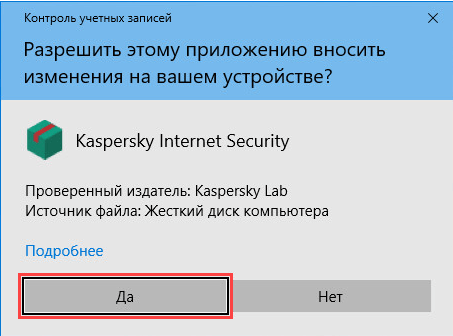 Контроль учетных записей
Разрешить этому приложению вносить
изменения на вашем устройстве?
Kaspersky Internet Security
Проверенный издатель: Kaspersky Lab
Источник файла: Жесткий диск компьютера
Подробнее
Да
Нет